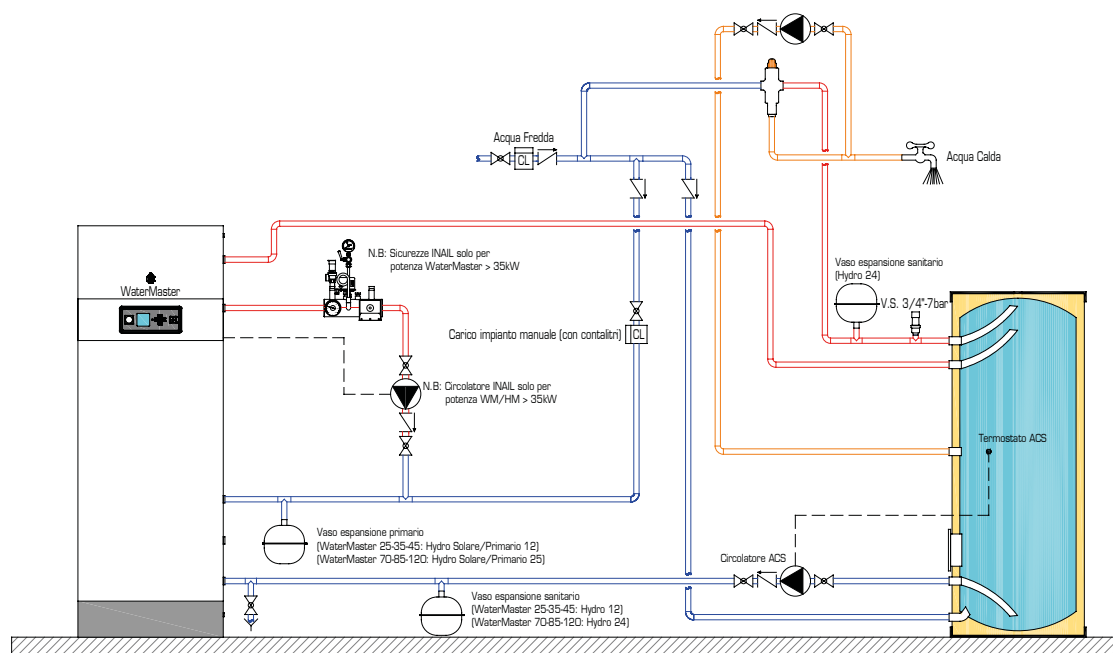 Acqua Fredda
CL
Acqua Calda
N.B: Sicurezze INAIL solo per
potenza WaterMaster > 35kW
WaterMaster
Vaso espansione sanitario
(Hydro 24)
V.S. 3/4"-7bar
Carico impianto manuale (con contalitri)
CL
N.B: Circolatore INAIL solo per
potenza WM/HM > 35kW
Termostato ACS
Vaso espansione primario
(WaterMaster 25-35-45: Hydro Solare/Primario 12)
(WaterMaster 70-85-120: Hydro Solare/Primario 25)
Circolatore ACS
Vaso espansione sanitario
(WaterMaster 25-35-45: Hydro 12)
(WaterMaster 70-85-120: Hydro 24)